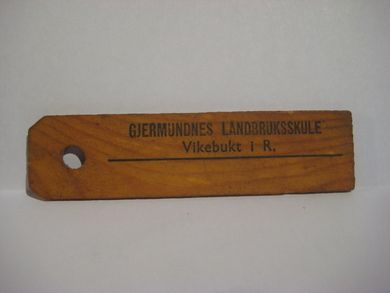 GJERMUNDNES LANDBRUKSSKULE
Vikebukt i R.